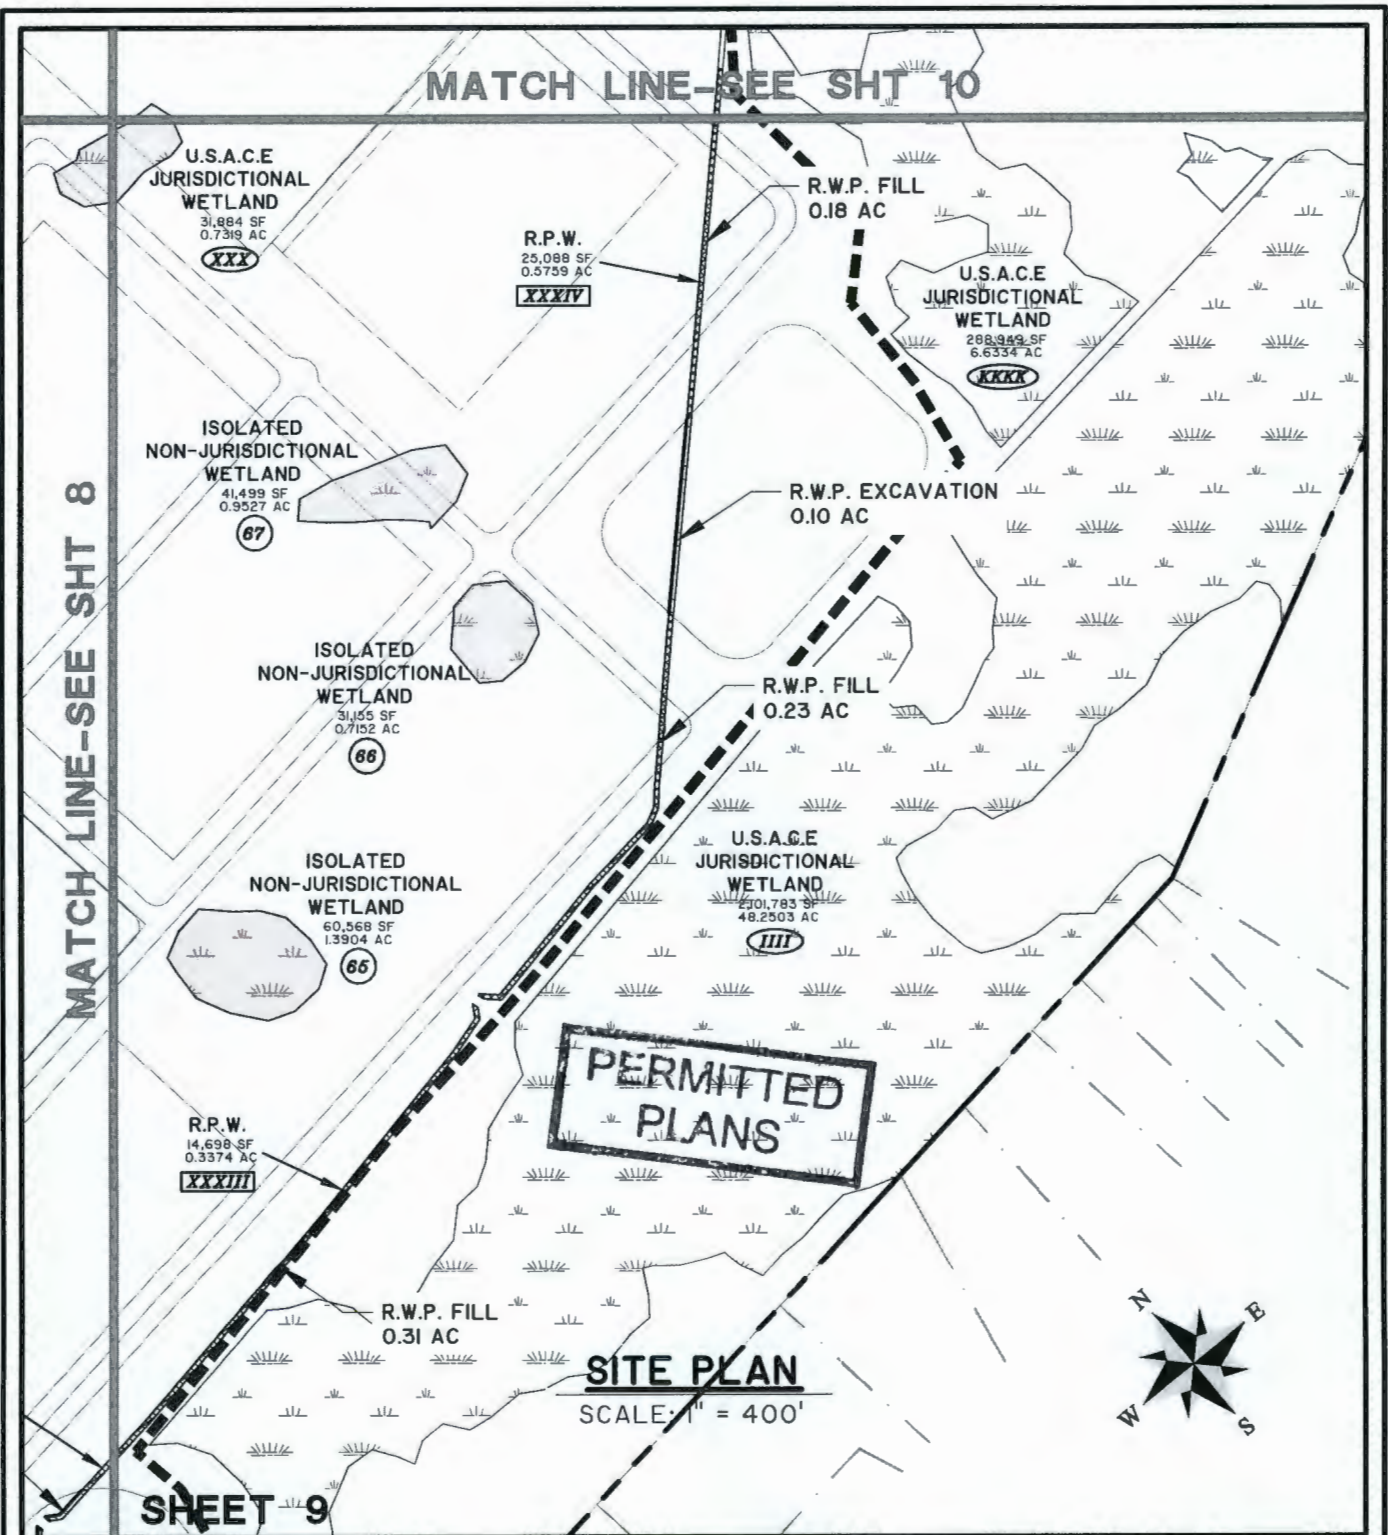 MATCH LINE-SEE SHT 10
U.S.A.C.E
JURISDICTIONAL
WETLAND
31,884 SF
0.7319 AC
XXX
R.P.W.
25,088 SF
0.5759 AC
XXXIV
R.W.P. FILL
0.18 AC
U.S.A.C.E
JURISDICTIONAL
WETLAND
288,949 SF
6.6334 AC
KKKK
ISOLATED
NON-JURISDICTIONAL
WETLAND
41,499 SF
0.9527 AC
67
R.W.P. EXCAVATION
0.10 AC
MATCH LINE-SEE SHT 8
ISOLATED
NON-JURISDICTIONAL
WETLAND
31,155 SF
0.7152 AC
66
R.W.P. FILL
0.23 AC
ISOLATED
NON-JURISDICTIONAL
WETLAND
60,568 SF
1.3904 AC
65
U.S.A.C.E
JURISDICTIONAL
WETLAND
2,101,783 SF
48.2503 AC
IIII
PERMITTED
PLANS
R.P.W.
14,698 SF
0.3374 AC
XXXIII
R.W.P. FILL
0.31 AC
N
E
W
S
SITE PLAN
SCALE: 1" = 400'
SHEET 9